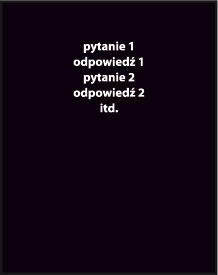 pytanie 1
odpowiedź 1
pytanie 2
odpowiedź 2
itd.